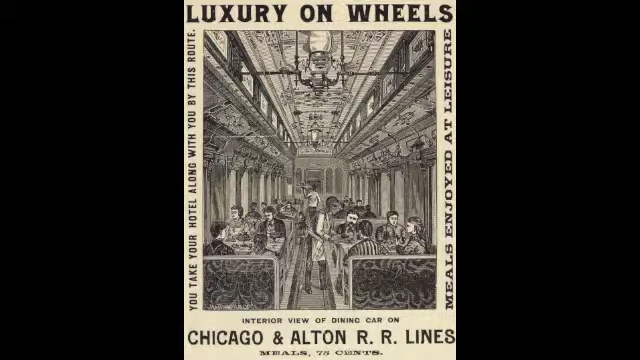 LUXURY ON WHEELS
YOU TAKE YOUR HOTEL ALONG WITH YOU BY THIS ROUTE.
MEALS ENJOYED AT LEISURE
INTERIOR VIEW OF DINING CAR ON
CHICAGO & ALTON R. R. LINES
MEALS, 75 CENTS.